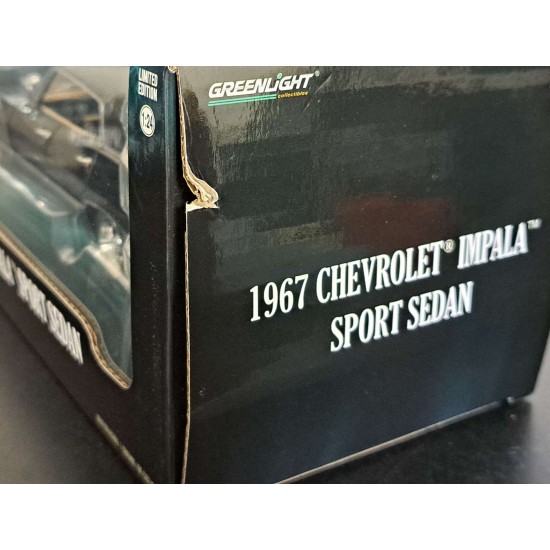 LIMITED
EDITION
1:24
GREENLiGHT®
collectibles
1967 CHEVROLET® IMPALA™
SPORT SEDAN
SPORT SEDAN